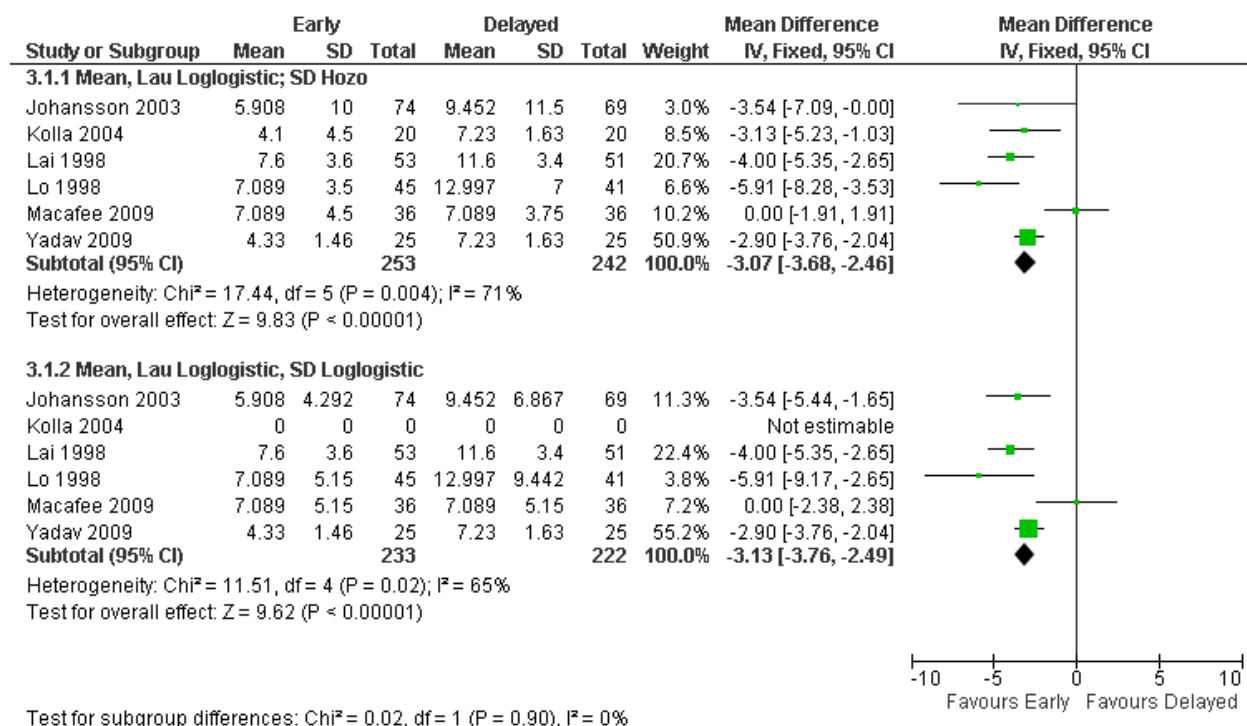 Early Delayed Mean Difference Mean Difference
Study or Subgroup Mean SD Total Mean SD Total Weight IV, Fixed, 95% CI IV, Fixed, 95% CI
3.1.1 Mean, Lau Loglogistic; SD Hozo
Johansson 2003 5.908 10 74 9.452 11.5 69 3.0% -3.54 [-7.09, -0.00]
Kolla 2004 4.1 4.5 20 7.23 1.63 20 8.5% -3.13 [-5.23, -1.03]
Lai 1998 7.6 3.6 53 11.6 3.4 51 20.7% -4.00 [-5.35, -2.65]
Lo 1998 7.089 3.5 45 12.997 7 41 6.6% -5.91 [-8.28, -3.53]
Macafee 2009 7.089 4.5 36 7.089 3.75 36 10.2% 0.00 [-1.91, 1.91]
Yadav 2009 4.33 1.46 25 7.23 1.63 25 50.9% -2.90 [-3.76, -2.04]
Subtotal (95% CI) 253 242 100.0% -3.07 [-3.68, -2.46]
Heterogeneity: Chi² = 17.44, df = 5 (P = 0.004); I² = 71%
Test for overall effect: Z = 9.83 (P < 0.00001)
3.1.2 Mean, Lau Loglogistic, SD Loglogistic
Johansson 2003 5.908 4.292 74 9.452 6.867 69 11.3% -3.54 [-5.44, -1.65]
Kolla 2004 0 0 0 0 0 0 Not estimable
Lai 1998 7.6 3.6 53 11.6 3.4 51 22.4% -4.00 [-5.35, -2.65]
Lo 1998 7.089 5.15 45 12.997 9.442 41 3.8% -5.91 [-9.17, -2.65]
Macafee 2009 7.089 5.15 36 7.089 5.15 36 7.2% 0.00 [-2.38, 2.38]
Yadav 2009 4.33 1.46 25 7.23 1.63 25 55.2% -2.90 [-3.76, -2.04]
Subtotal (95% CI) 233 222 100.0% -3.13 [-3.76, -2.49]
Heterogeneity: Chi² = 11.51, df = 4 (P = 0.02); I² = 65%
Test for overall effect: Z = 9.62 (P < 0.00001)
-10 -5 0 5 10
Favours Early Favours Delayed
Test for subgroup differences: Chi² = 0.02, df = 1 (P = 0.90), I² = 0%